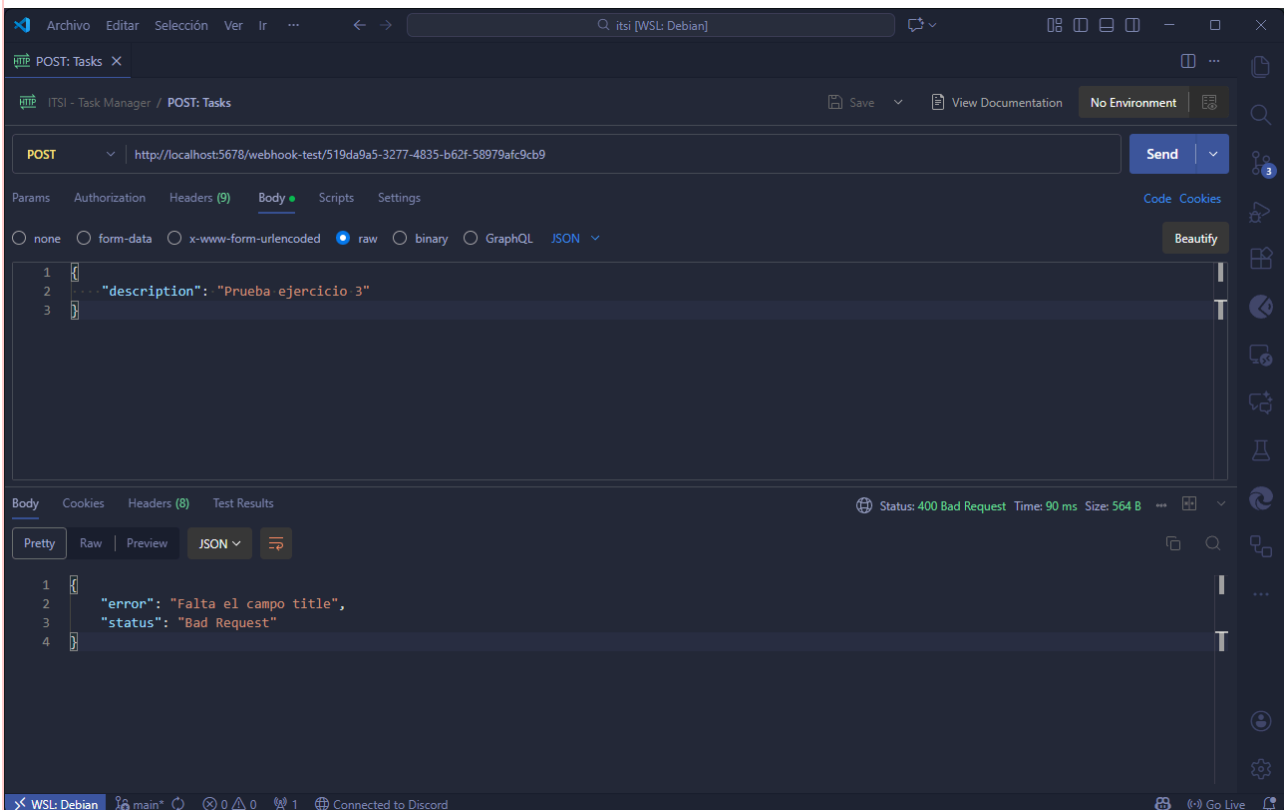 Archivo Editar Selección Ver Ir ··· itsi [WSL: Debian]
HTTP POST: Tasks
HTTP ITSI - Task Manager / POST: Tasks Save View Documentation No Environment
POST http://localhost:5678/webhook-test/519da9a5-3277-4835-b62f-58979afc9cb9 Send
Params Authorization Headers (9) Body Scripts Settings Code Cookies
none form-data x-www-form-urlencoded raw binary GraphQL JSON Beautify
1 {
2 ····"description":·"Prueba·ejercicio·3"
3 }
Body Cookies Headers (8) Test Results Status: 400 Bad Request Time: 90 ms Size: 564 B
Pretty Raw | Preview JSON
1 {
2 "error": "Falta el campo title",
3 "status": "Bad Request"
4 }
3
WSL: Debian main* 0 0 1 Connected to Discord Go Live